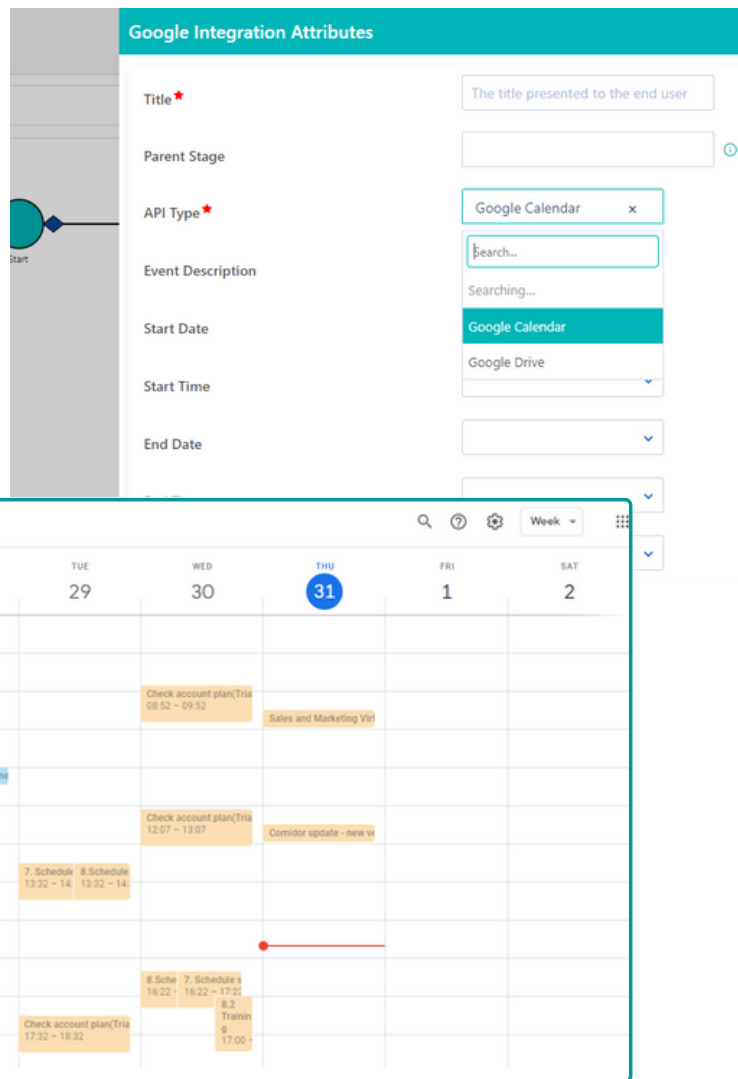 Google Integration Attributes
Title*
The title presented to the end user
Parent Stage
API Type*
Google Calendar ×
Start
Search...
Event Description
Searching...
Start Date
Google Calendar
Google Drive
Start Time
End Date
Week
TUE WED THU FRI SAT
29 30 31 1 2
Check account plan(Tria
08:52 – 09:52
Sales and Marketing Virt
Check account plan(Tria
12:07 – 13:07
Comidor update - new ve
7. Schedule 8.Schedule
13:32 – 14: 13:32 – 14:
8.Sche 7. Schedule s
16:22 - 16:22 – 17:22
8.2
Trainin
g
17:00 -
Check account plan(Tria
17:32 – 18:32